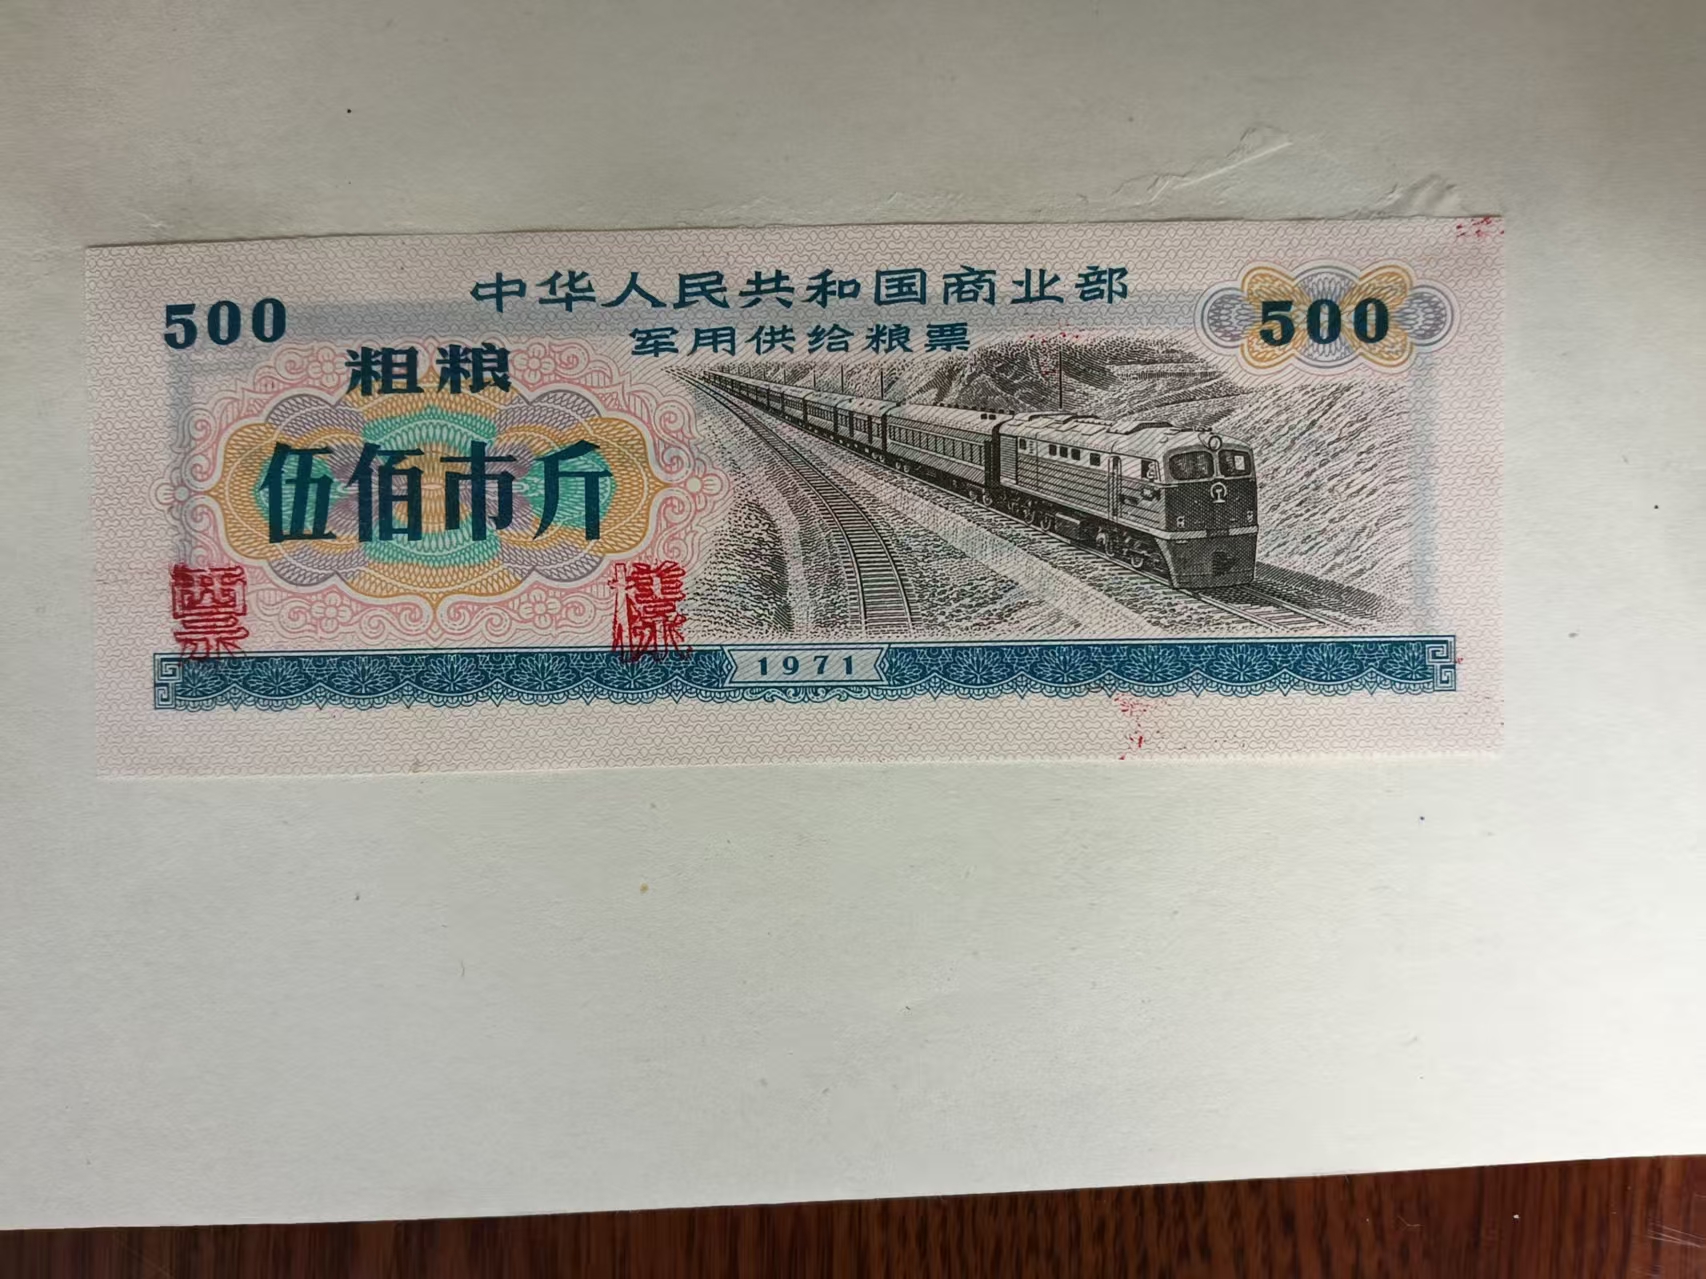 中华人民共和国商业部
军用供给粮票
500
500
粗粮
伍佰市斤
1971